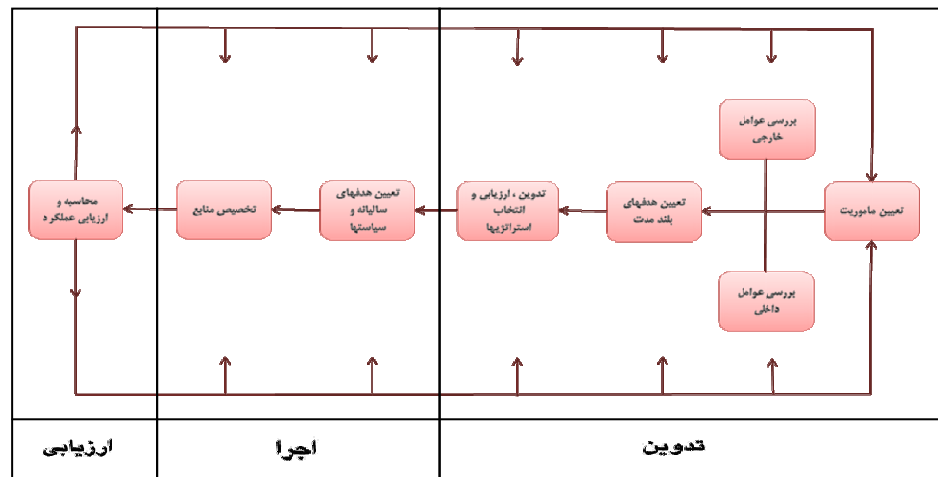 بررسی عوامل
خارجی
تعیین ماموریت
بررسی عوامل
داخلی
تعیین هدفهای
بلند مدت
تدوین ، ارزیابی و
انتخاب
استراتژیها
تعیین هدفهای
سالیانه و
سیاستها
تخصیص منابع
محاسبه و
ارزیابی عملکرد
تدوین
اجرا
ارزیابی